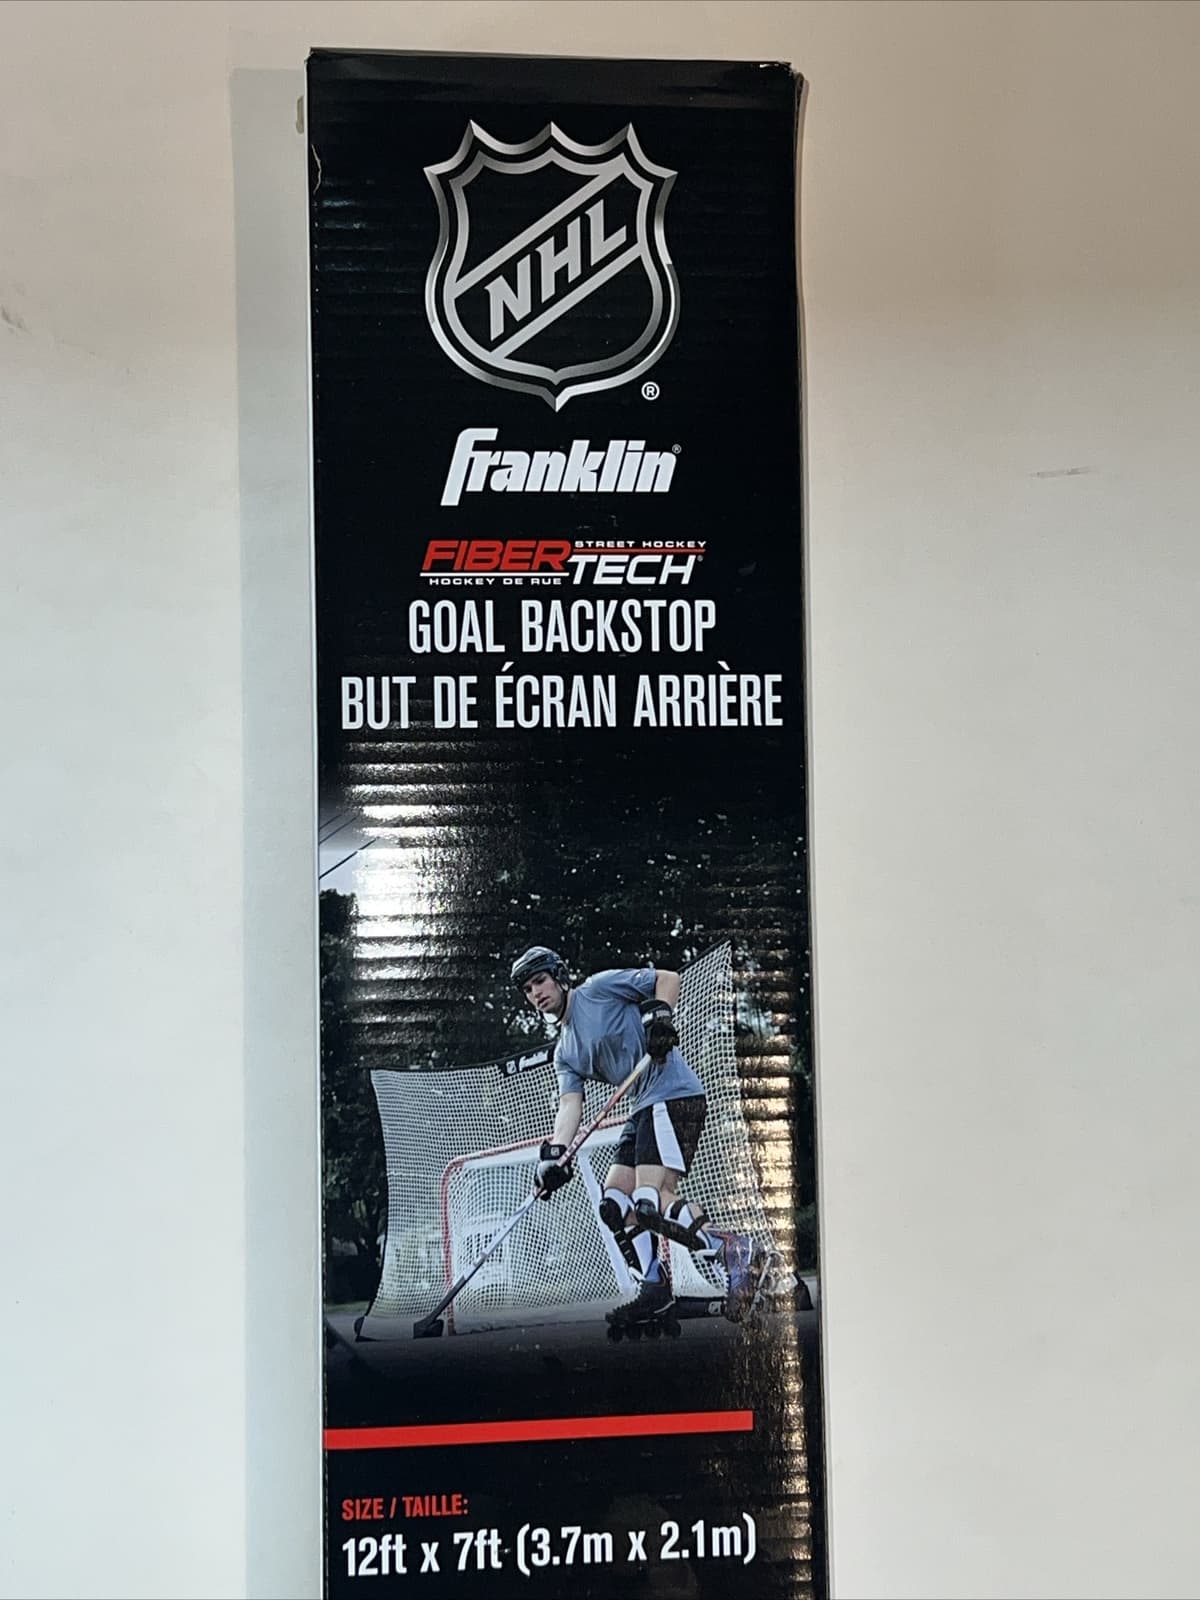 NHL
®
Franklin®
FIBER STREET HOCKEY
HOCKEY DE RUE TECH®
GOAL BACKSTOP
BUT DE ÉCRAN ARRIÈRE
Franklin
SIZE / TAILLE:
12ft x 7ft (3.7m x 2.1m)